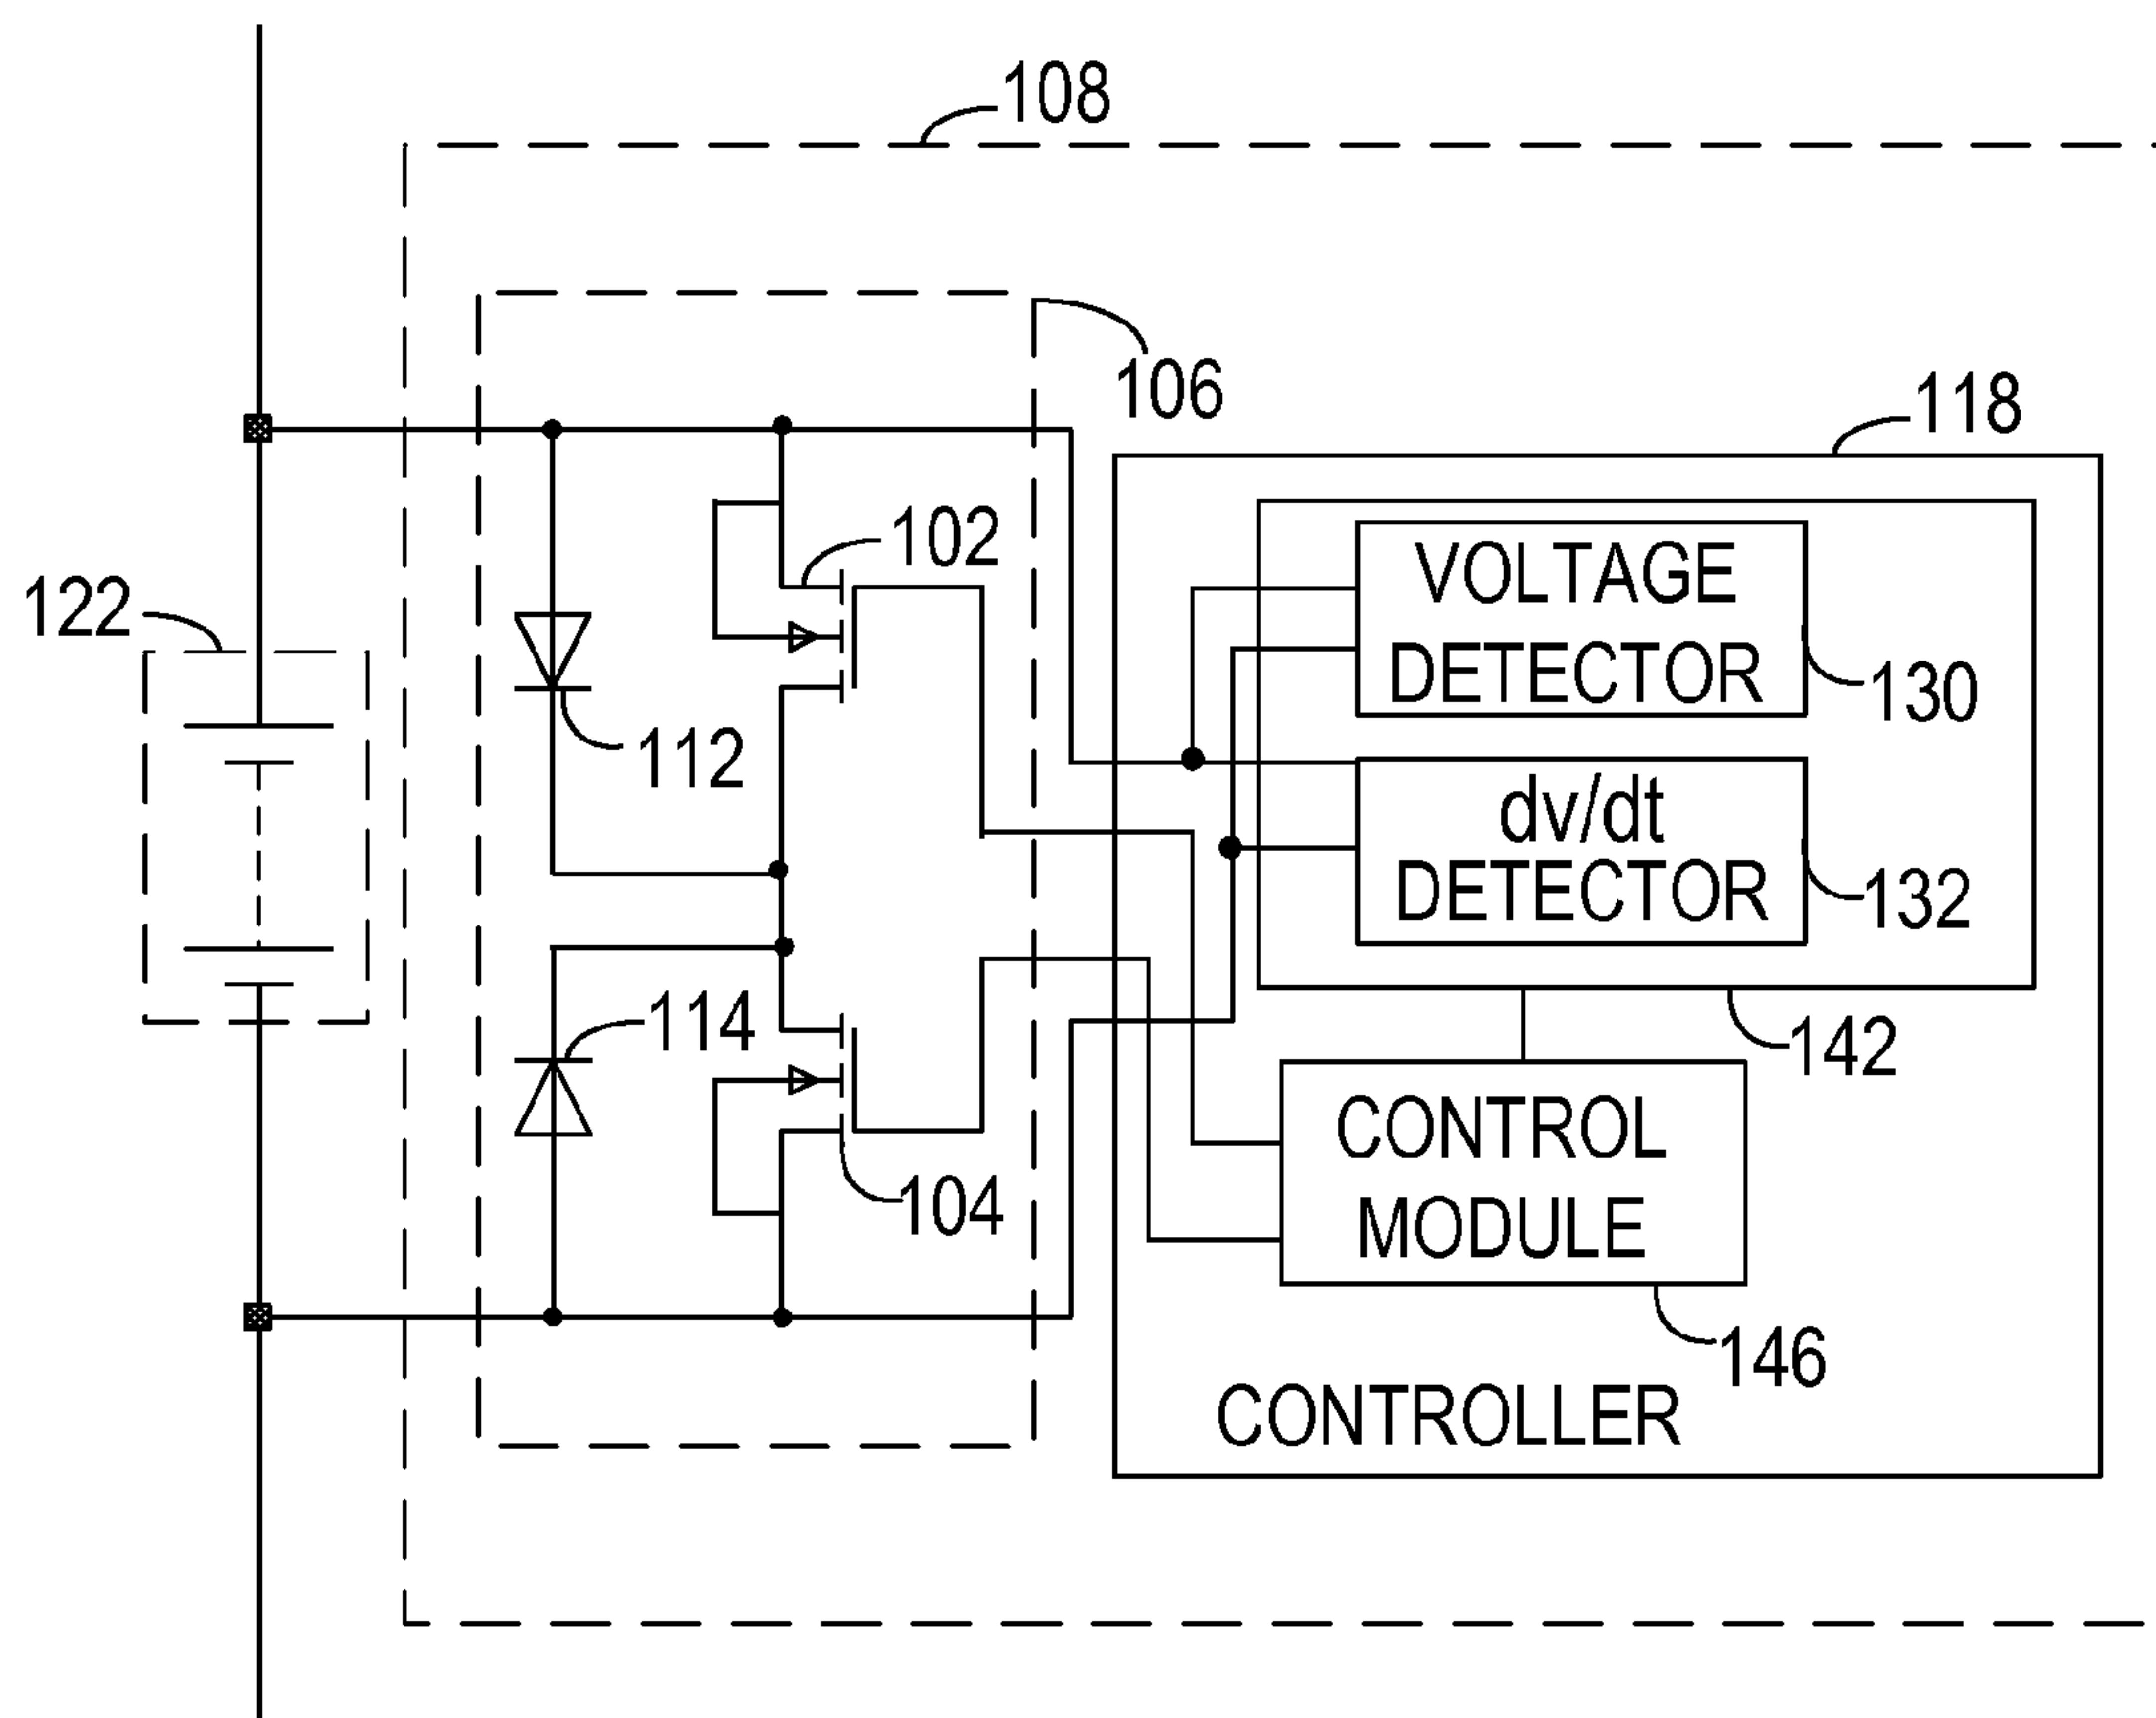 108
106
118
102
VOLTAGE
DETECTOR
122
130
112
dv/dt
DETECTOR
132
114
142
CONTROL
MODULE
104
146
CONTROLLER